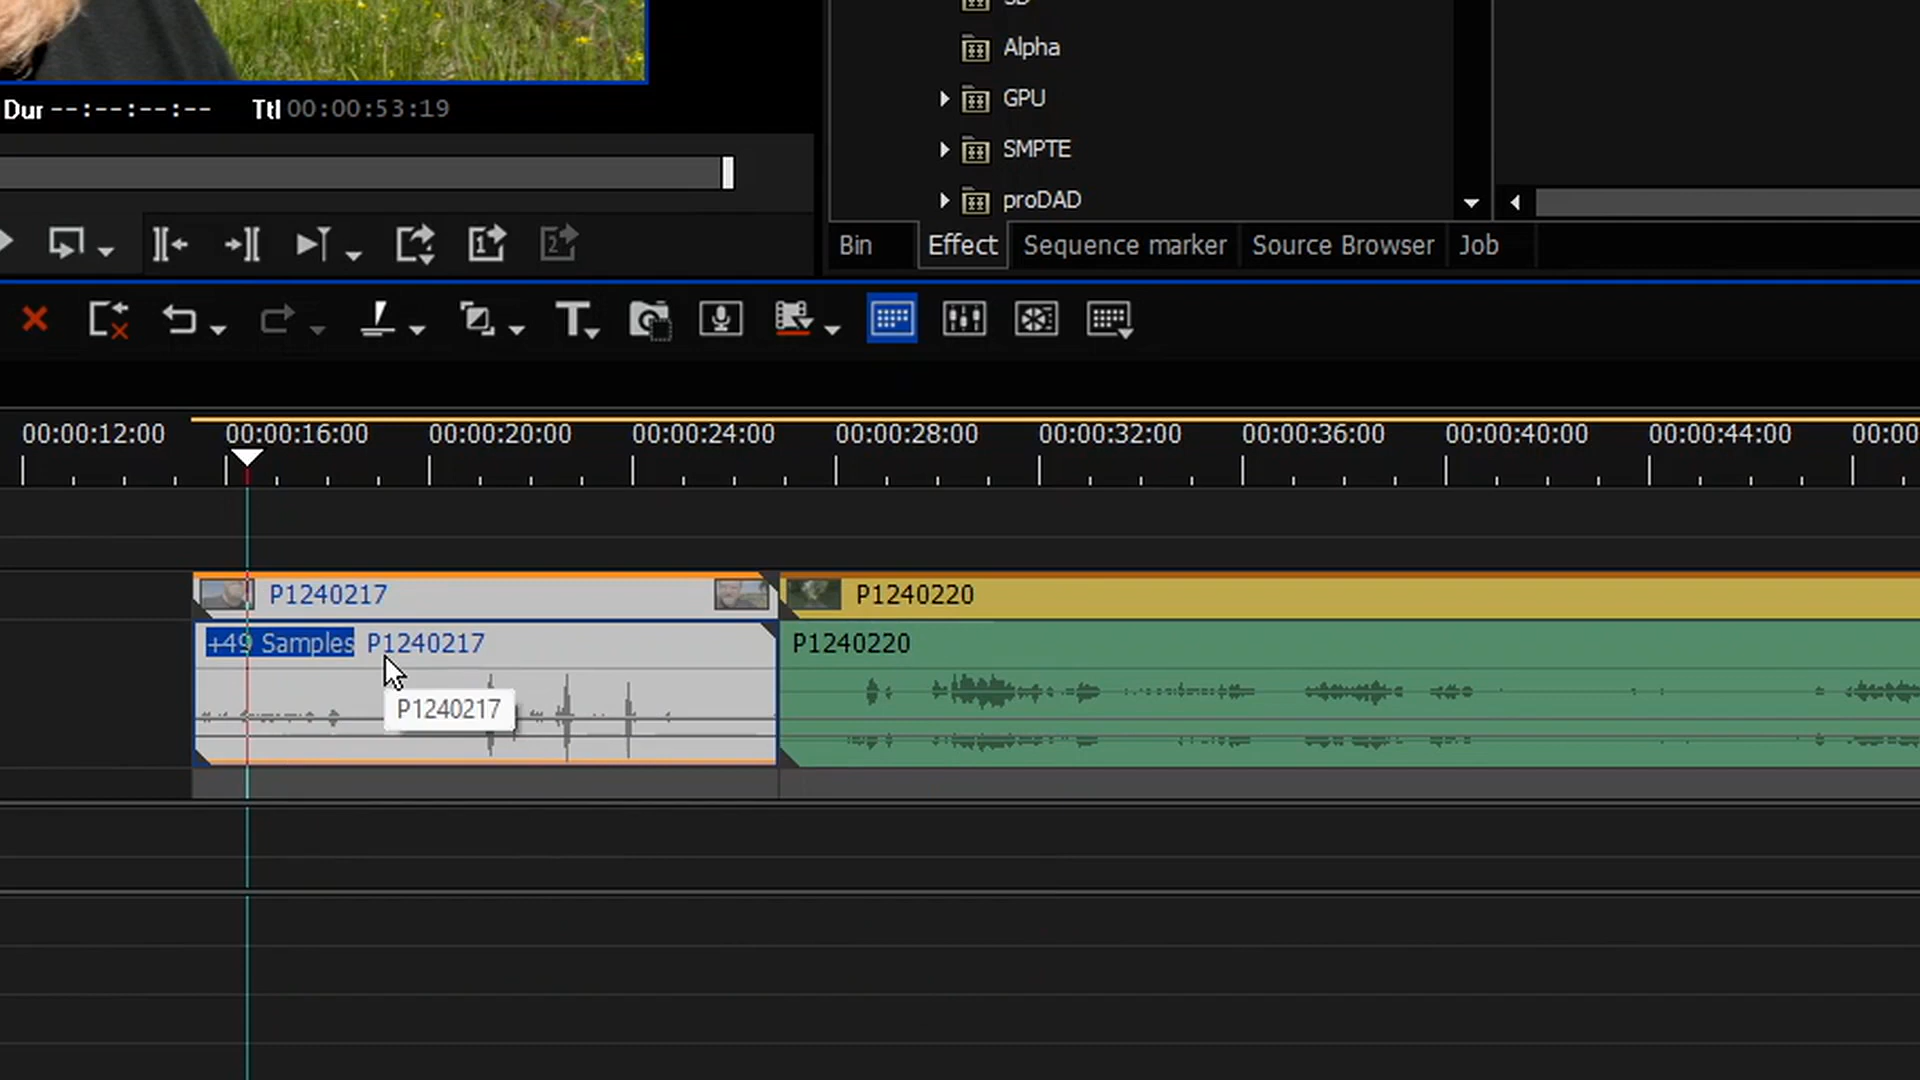 SD
Alpha
GPU
SMPTE
proDAD
Dur --:--:--:-- Ttl 00:00:53:19
Bin Effect Sequence marker Source Browser Job
00:00:12:00 00:00:16:00 00:00:20:00 00:00:24:00 00:00:28:00 00:00:32:00 00:00:36:00 00:00:40:00 00:00:44:00 00:00
P1240217 P1240220
+49 Samples P1240217 P1240220
P1240217